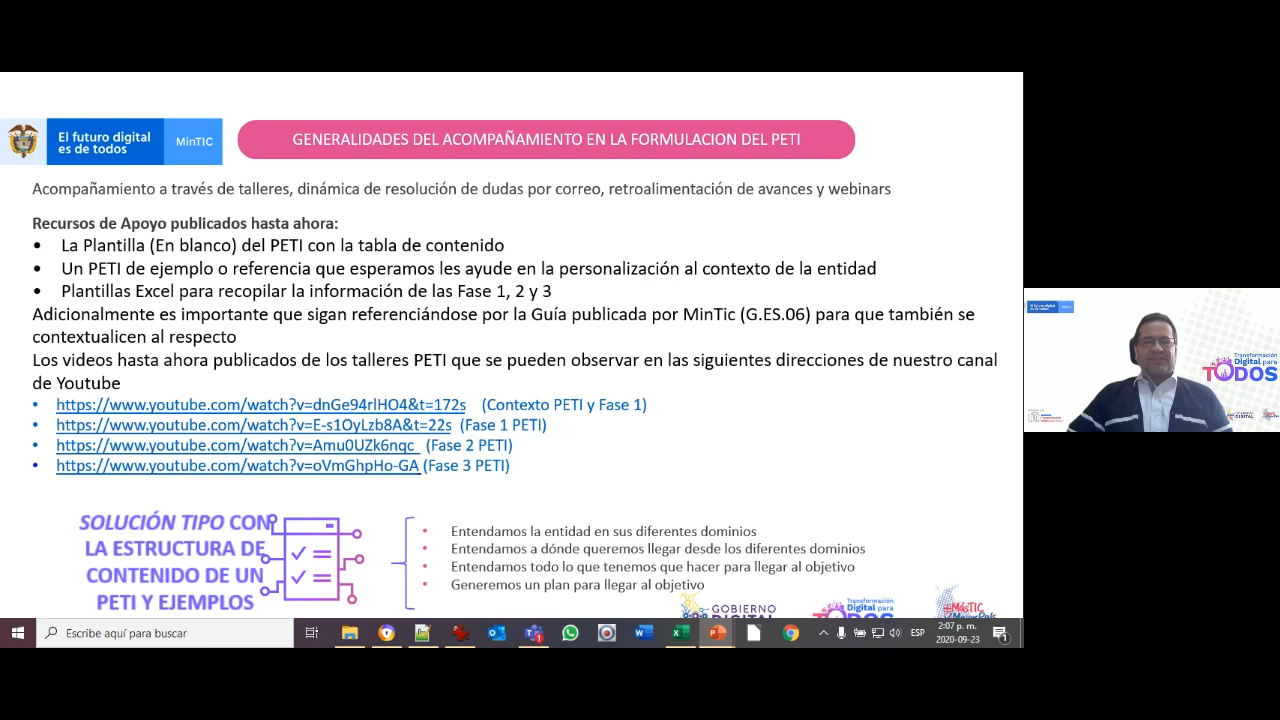 El futuro digital
es de todos
MinTIC
GENERALIDADES DEL ACOMPAÑAMIENTO EN LA FORMULACION DEL PETI
Acompañamiento a través de talleres, dinámica de resolución de dudas por correo, retroalimentación de avances y webinars
Recursos de Apoyo publicados hasta ahora:
• La Plantilla (En blanco) del PETI con la tabla de contenido
• Un PETI de ejemplo o referencia que esperamos les ayude en la personalización al contexto de la entidad
• Plantillas Excel para recopilar la información de las Fase 1, 2 y 3
Adicionalmente es importante que sigan referenciándose por la Guía publicada por MinTic (G.ES.06) para que también se
contextualicen al respecto
Los videos hasta ahora publicados de los talleres PETI que se pueden observar en las siguientes direcciones de nuestro canal
de Youtube
• https://www.youtube.com/watch?v=dnGe94rlHO4&t=172s (Contexto PETI y Fase 1)
• https://www.youtube.com/watch?v=E-s1OyLzb8A&t=22s (Fase 1 PETI)
• https://www.youtube.com/watch?v=Amu0UZk6nqc (Fase 2 PETI)
• https://www.youtube.com/watch?v=oVmGhpHo-GA (Fase 3 PETI)
SOLUCIÓN TIPO CON
LA ESTRUCTURA DE
CONTENIDO DE UN
PETI Y EJEMPLOS
• Entendamos la entidad en sus diferentes dominios
• Entendamos a dónde queremos llegar desde los diferentes dominios
• Entendamos todo lo que tenemos que hacer para llegar al objetivo
• Generemos un plan para llegar al objetivo
GOBIERNO
DIGITAL
Transformación
Digital para
TODOS
+MásTIC
MejorPaís
Transformación
Digital para
TODOS
Escribe aquí para buscar
ESP
2:07 p. m.
2020-09-23